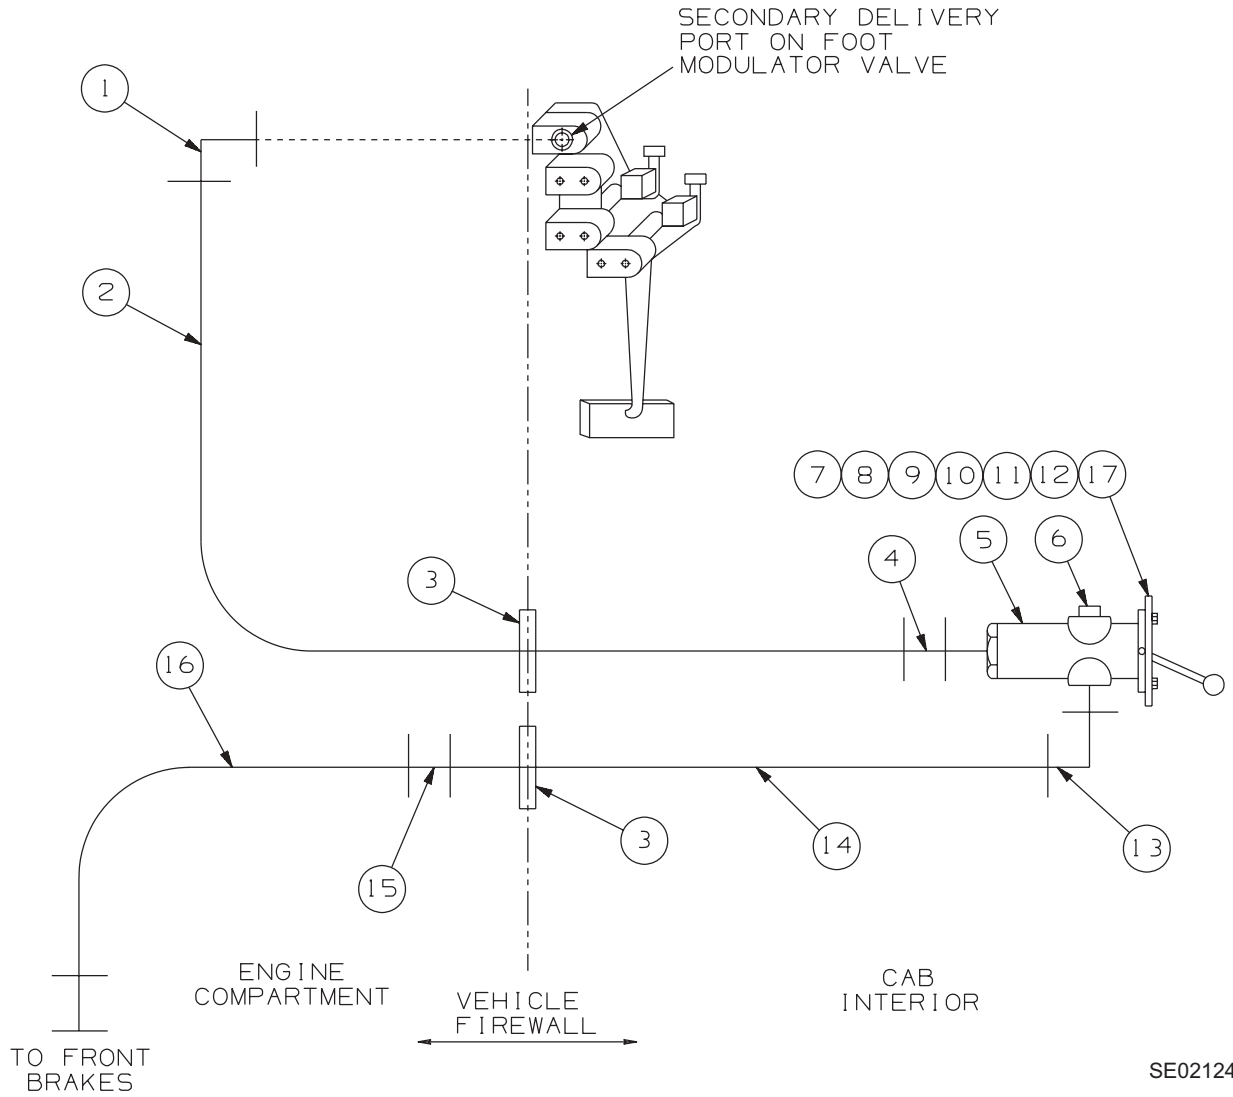 SECONDARY DELIVERY
PORT ON FOOT
MODULATOR VALVE
1
2
7 8 9 10 11 12 17
3
4
5
6
16
3
14
13
15
ENGINE
COMPARTMENT
VEHICLE
FIREWALL
CAB
INTERIOR
TO FRONT
BRAKES
SE02124